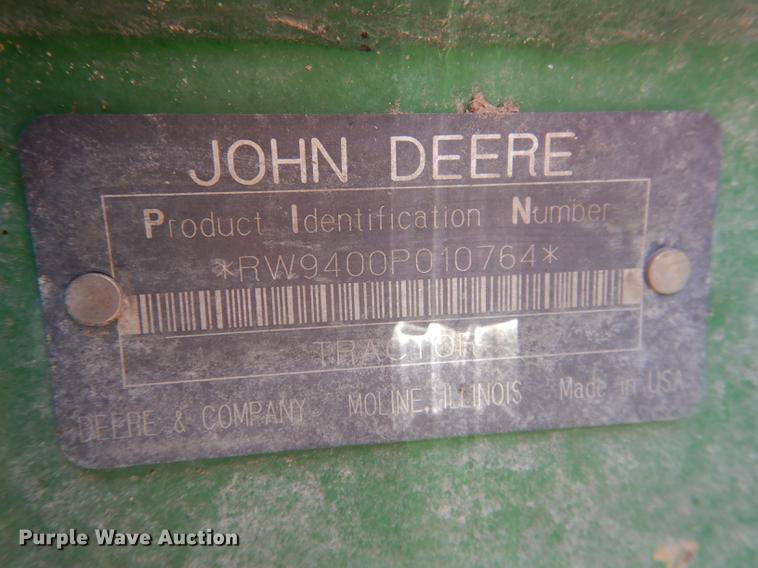 JOHN DEERE
Product Identification Number
*RW9400P010764*
TRACTOR
DEERE & COMPANY MOLINE, ILLINOIS Made in USA
Purple Wave Auction